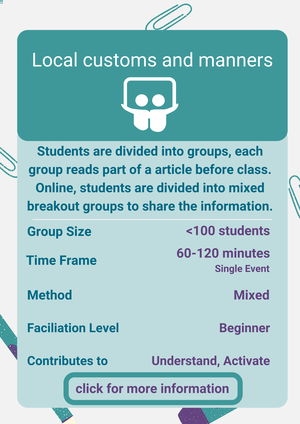 Local customs and manners
Students are divided into groups, each
group reads part of a article before class.
Online, students are divided into mixed
breakout groups to share the information.
Group Size <100 students
Time Frame 60-120 minutes
Single Event
Method Mixed
Faciliation Level Beginner
Contributes to Understand, Activate
click for more information